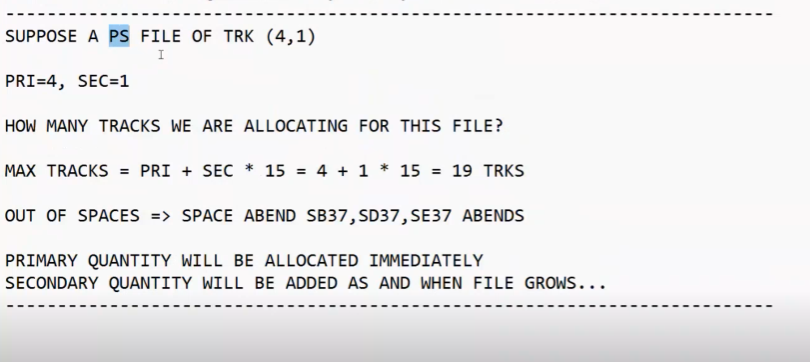 SUPPOSE A PS FILE OF TRK (4,1)
PRI=4, SEC=1
HOW MANY TRACKS WE ARE ALLOCATING FOR THIS FILE?
MAX TRACKS = PRI + SEC * 15 = 4 + 1 * 15 = 19 TRKS
OUT OF SPACES => SPACE ABEND SB37,SD37,SE37 ABENDS
PRIMARY QUANTITY WILL BE ALLOCATED IMMEDIATELY
SECONDARY QUANTITY WILL BE ADDED AS AND WHEN FILE GROWS...